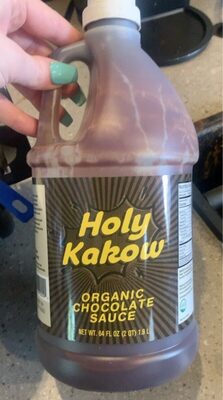 Holy
Kakow
ORGANIC
CHOCOLATE
SAUCE
NET WT. 64 FL OZ (2 QT) 1.9 L